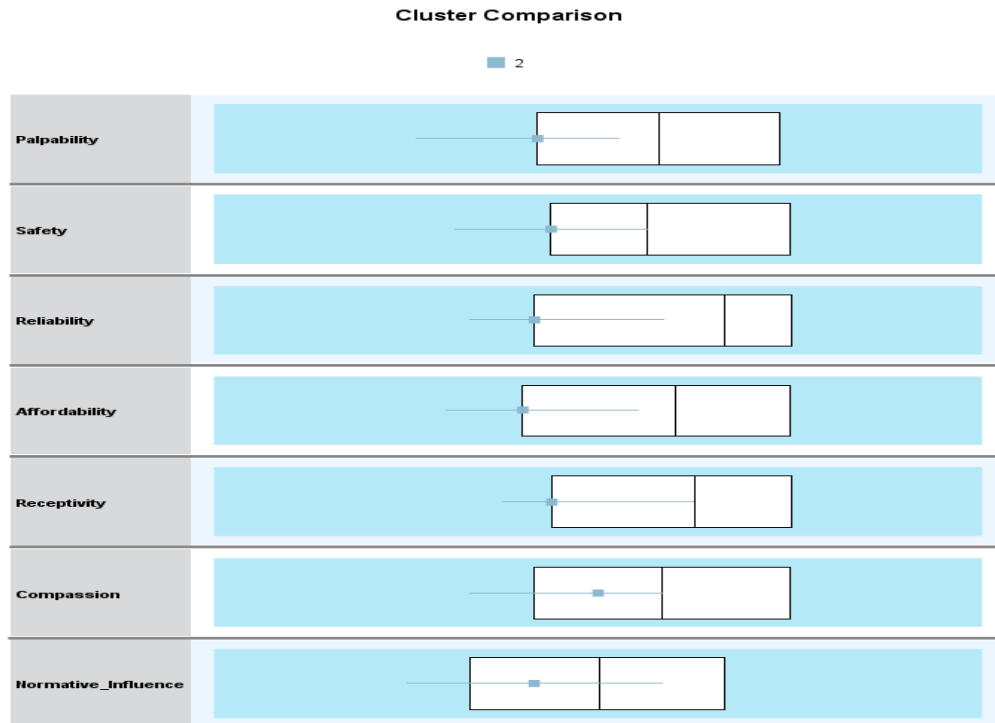 Cluster Comparison
2
Palpability
Safety
Reliability
Affordability
Receptivity
Compassion
Normative_Influence